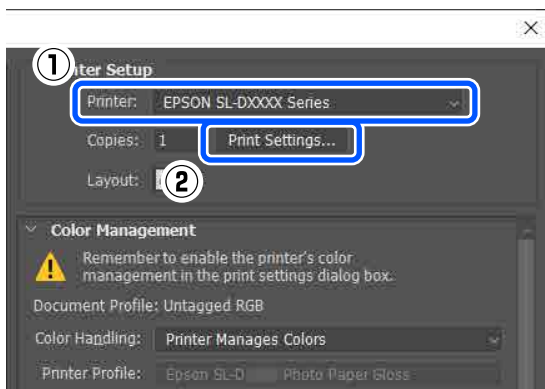 ①
nter Setup
Printer: EPSON SL-DXXXX Series
Copies: 1 Print Settings...
Layout:
②
Color Management
Remember to enable the printer's color
management in the print settings dialog box.
Document Profile: Untagged RGB
Color Handling: Printer Manages Colors
Printer Profile: Epson SL-D Photo Paper Gloss